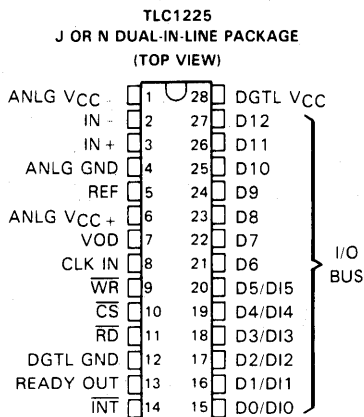 TLC1225
J OR N DUAL-IN-LINE PACKAGE
(TOP VIEW)
ANLG VCC - 1 28 DGTL VCC
IN - 2 27 D12
IN + 3 26 D11
ANLG GND 4 25 D10
REF 5 24 D9
ANLG VCC + 6 23 D8
VOD 7 22 D7
CLK IN 8 21 D6
WR 9 20 D5/DI5
CS 10 19 D4/DI4
RD 11 18 D3/DI3
DGTL GND 12 17 D2/DI2
READY OUT 13 16 D1/DI1
INT 14 15 D0/DI0
I/O
BUS